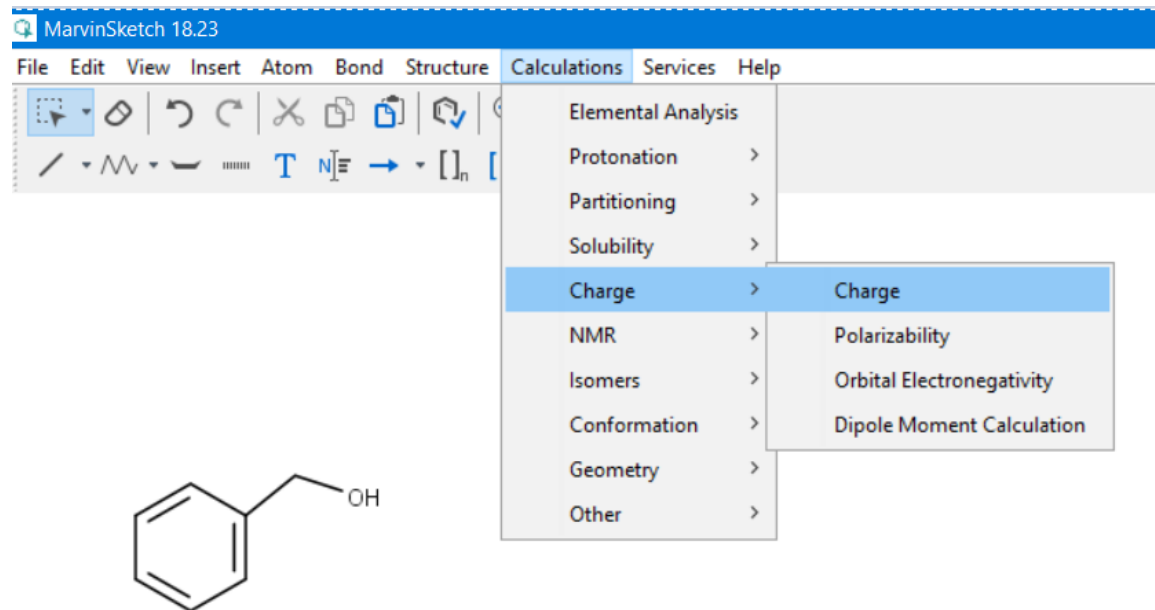 MarvinSketch 18.23
File Edit View Insert Atom Bond Structure Calculations Services Help
T N []n [
Elemental Analysis
Protonation
Partitioning
Solubility
Charge
NMR
Isomers
Conformation
Geometry
Other
Charge
Polarizability
Orbital Electronegativity
Dipole Moment Calculation
OH